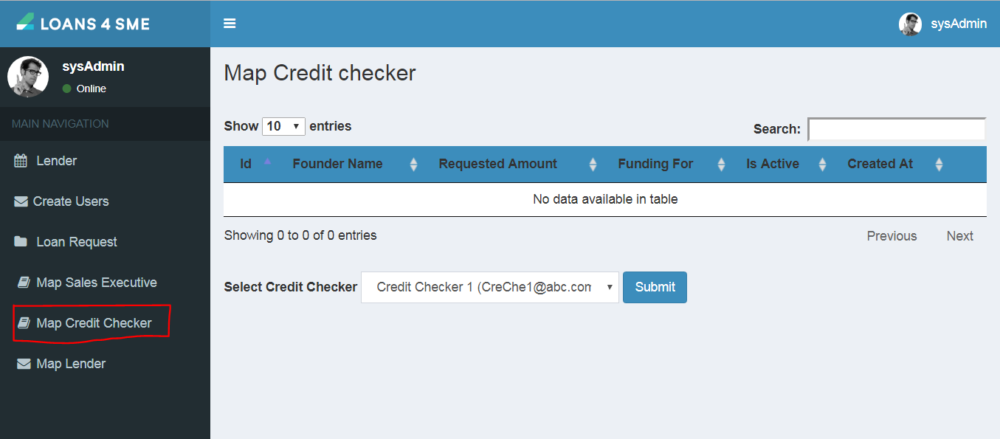 LOANS 4 SME
sysAdmin
sysAdmin
Online
MAIN NAVIGATION
Lender
Create Users
Loan Request
Map Sales Executive
Map Credit Checker
Map Lender
Map Credit checker
Show 10 entries
Search:
Id Founder Name Requested Amount Funding For Is Active Created At
No data available in table
Showing 0 to 0 of 0 entries
Previous Next
Select Credit Checker Credit Checker 1 (CreChe1@abc.com Submit